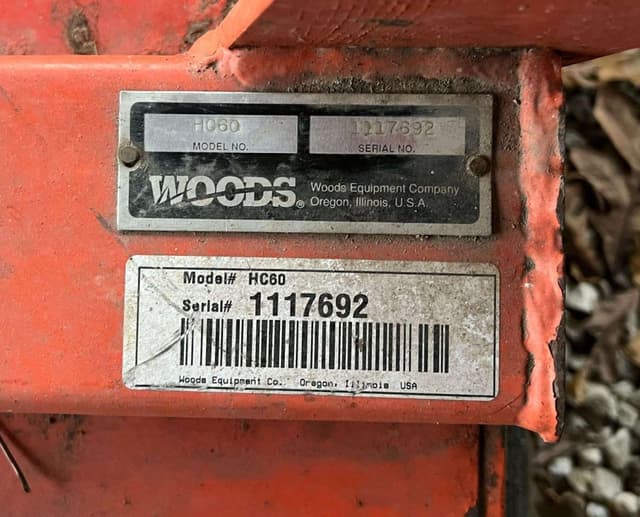 HC60 1117692
MODEL NO. SERIAL NO.
WOODS® Woods Equipment Company
Oregon, Illinois, U.S.A.
Model# HC60
Serial# 1117692
Woods Equipment Co. Oregon, Illinois USA